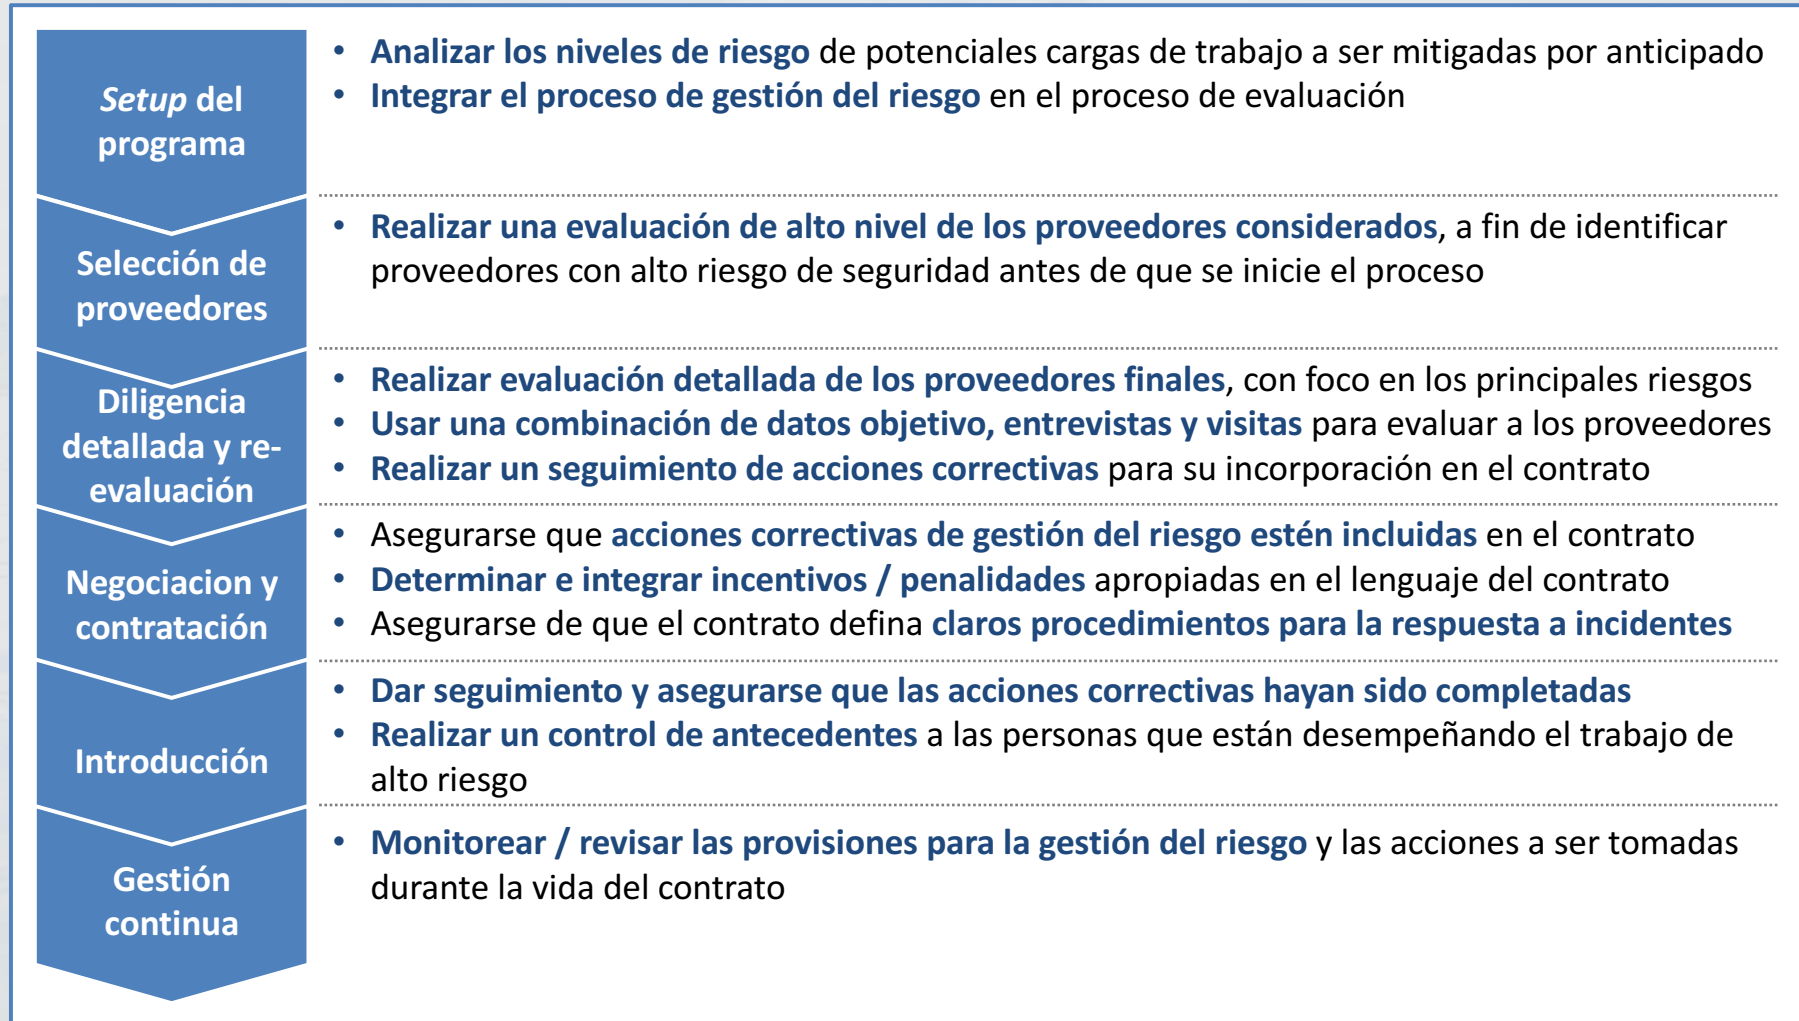 Setup del
programa
• Analizar los niveles de riesgo de potenciales cargas de trabajo a ser mitigadas por anticipado
• Integrar el proceso de gestión del riesgo en el proceso de evaluación
Selección de
proveedores
• Realizar una evaluación de alto nivel de los proveedores considerados, a fin de identificar
proveedores con alto riesgo de seguridad antes de que se inicie el proceso
Diligencia
detallada y re-
evaluación
• Realizar evaluación detallada de los proveedores finales, con foco en los principales riesgos
• Usar una combinación de datos objetivo, entrevistas y visitas para evaluar a los proveedores
• Realizar un seguimiento de acciones correctivas para su incorporación en el contrato
Negociacion y
contratación
• Asegurarse que acciones correctivas de gestión del riesgo estén incluidas en el contrato
• Determinar e integrar incentivos / penalidades apropiadas en el lenguaje del contrato
• Asegurarse de que el contrato defina claros procedimientos para la respuesta a incidentes
Introducción
• Dar seguimiento y asegurarse que las acciones correctivas hayan sido completadas
• Realizar un control de antecedentes a las personas que están desempeñando el trabajo de
alto riesgo
Gestión
continua
• Monitorear / revisar las provisiones para la gestión del riesgo y las acciones a ser tomadas
durante la vida del contrato